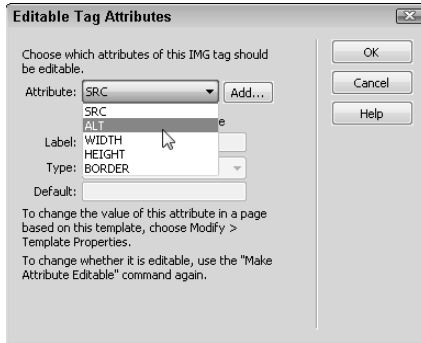 Editable Tag Attributes
Choose which attributes of this IMG tag should
be editable.
OK
Cancel
Help
Attribute: SRC Add...
SRC
ALT
WIDTH
HEIGHT
BORDER
Label:
Type:
Default:
To change the value of this attribute in a page
based on this template, choose Modify >
Template Properties.
To change whether it is editable, use the "Make
Attribute Editable" command again.